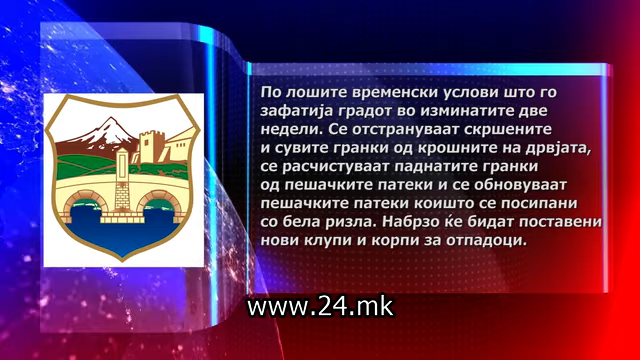 По лошите временски услови што го
зафатија градот во изминатите две
недели. Се отстрануваат скршените
и сувите гранки од крошните на дрвјата,
се расчистуваат паднатите гранки
од пешачките патеки и се обновуваат
пешачките патеки коишто се посипани
со бела ризла. Набрзо ќе бидат поставени
нови клупи и корпи за отпадоци.
www.24.mk